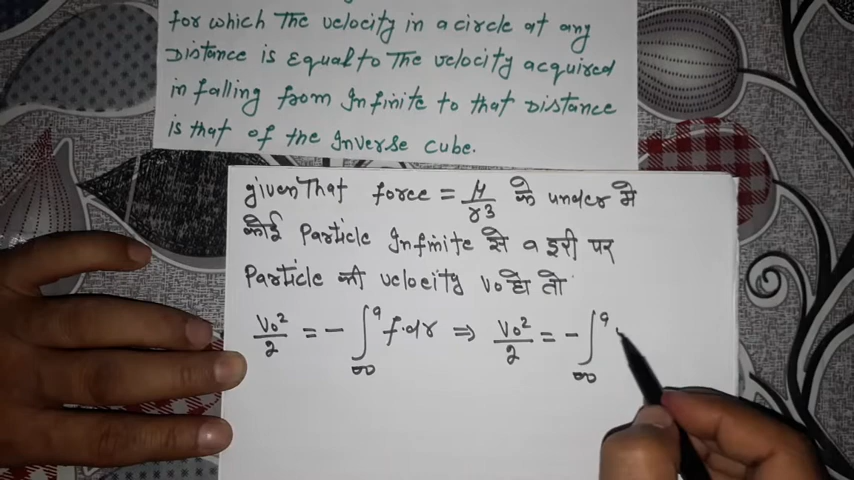 for which The velocity in a circle at any
Distance is Equal to The velocity acquired
in falling from Infinite to that Distance
is that of the Inverse cube.
given That force = μ/r3 के under मे
कोई Particle Infinite से a दूरी पर
Particle की velocity v0 हो तो
v0²/2 = - ∫∞^a f.dr ⇒ v0²/2 = - ∫∞^a